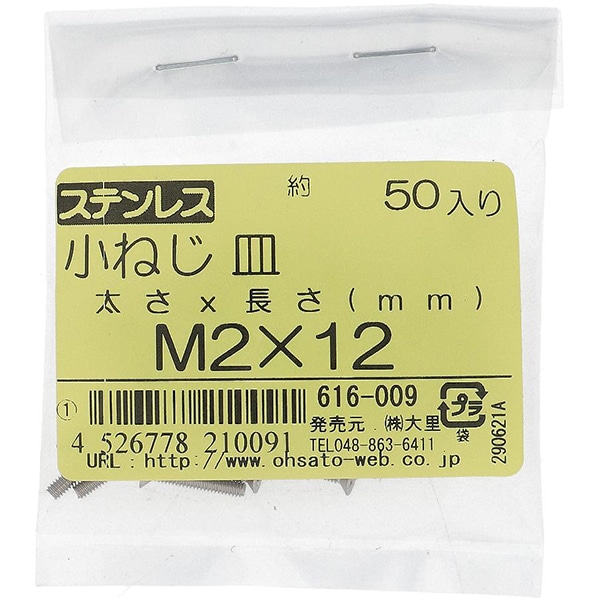 ステンレス 約 50入り
小ねじ 皿
太さx長さ(mm)
M2×12
① 616-009 プラ
4 526778 210091 発売元.㈱大里 袋
TEL048-863-6411
URL：http://www.ohsato-web.co.jp
290621A